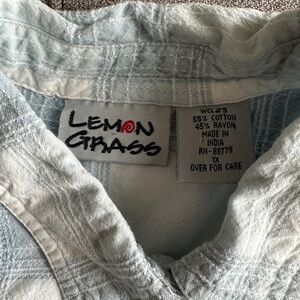 LEMON
GRASS
WCL#5
55% COTTON
45% RAYON
MADE IN
INDIA
RN-88779
1X
OVER FOR CARE